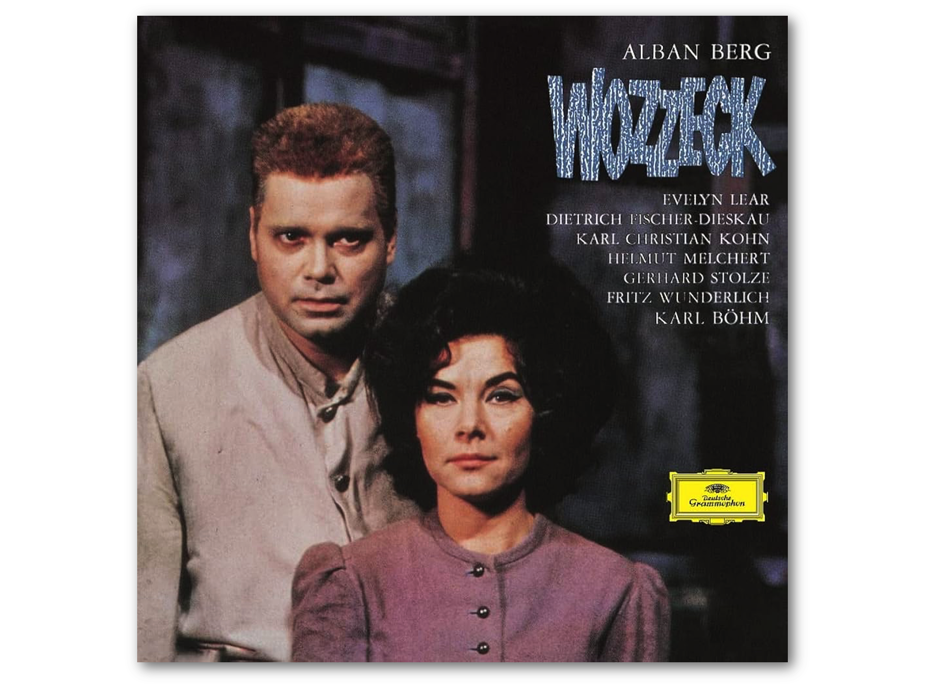 ALBAN BERG
WOZZECK
EVELYN LEAR
DIETRICH FISCHER-DIESKAU
KARL CHRISTIAN KOHN
HELMUT MELCHERT
GERHARD STOLZE
FRITZ WUNDERLICH
KARL BÖHM
Deutsche
Grammophon